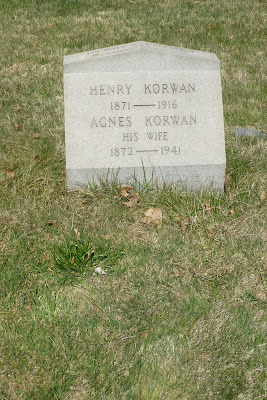 HENRY KORWAN
1871—1916
AGNES KORWAN
HIS WIFE
1872—1941